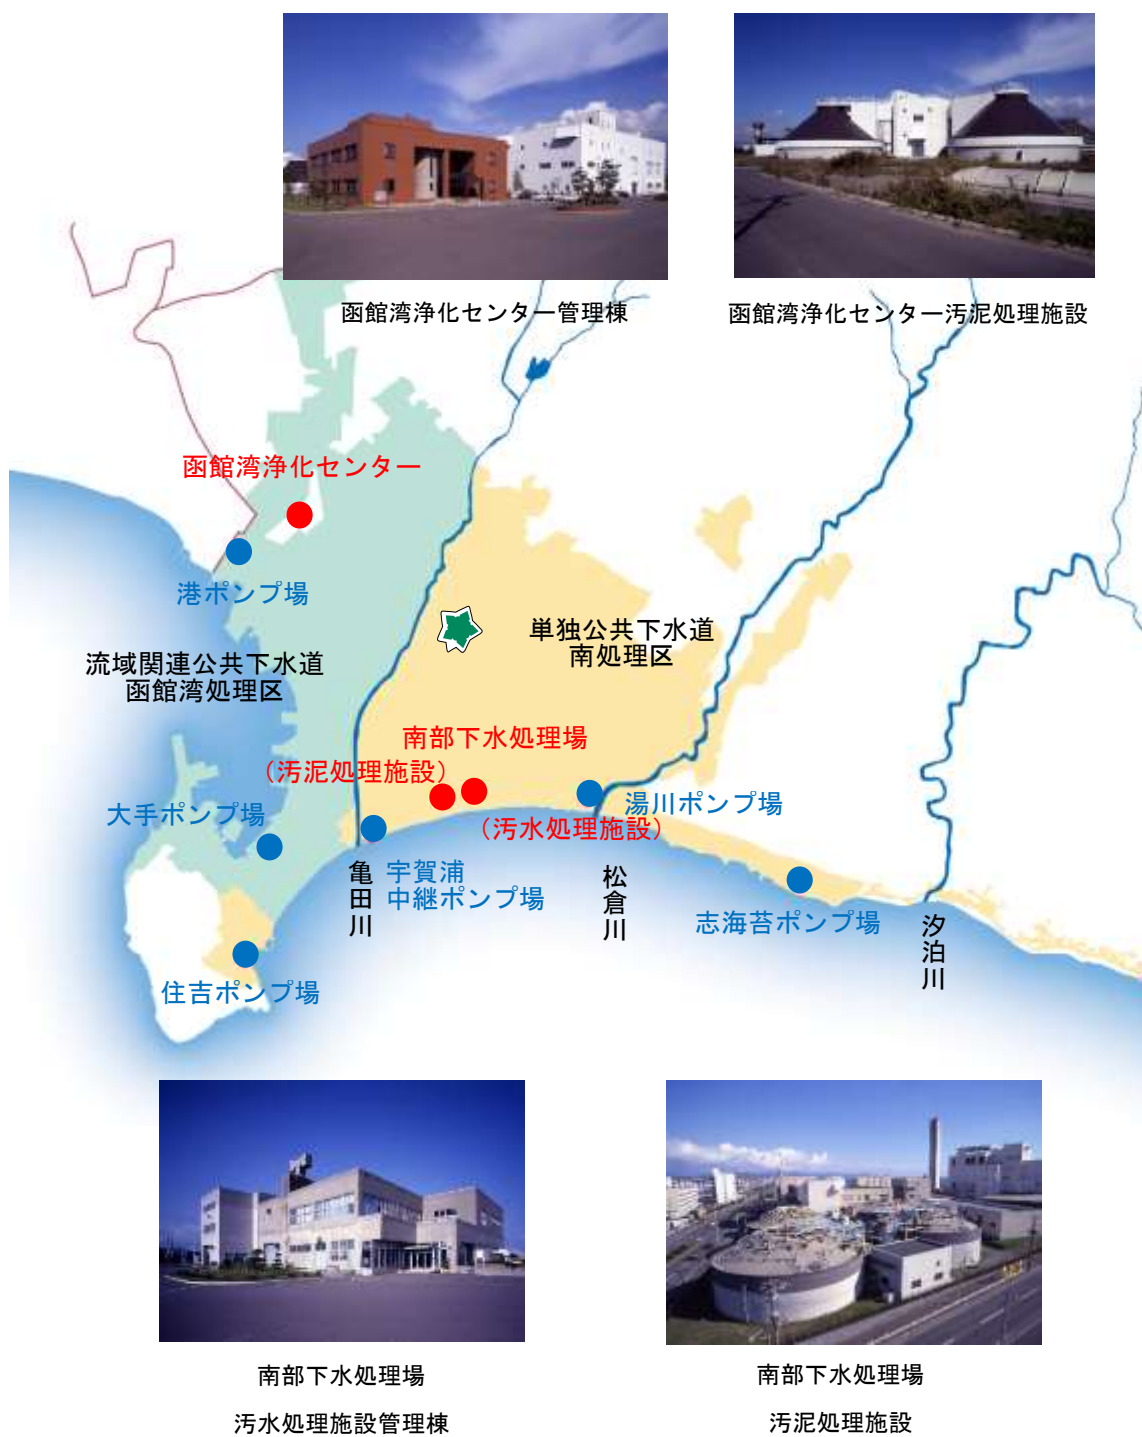 函館湾浄化センター管理棟
函館湾浄化センター汚泥処理施設
函館湾浄化センター
港ポンプ場
流域関連公共下水道
函館湾処理区
単独公共下水道
南処理区
南部下水処理場
（汚泥処理施設）
（汚水処理施設）
大手ポンプ場
湯川ポンプ場
宇賀浦
中継ポンプ場
亀田川
松倉川
志海苔ポンプ場
汐泊川
住吉ポンプ場
南部下水処理場
汚水処理施設管理棟
南部下水処理場
汚泥処理施設